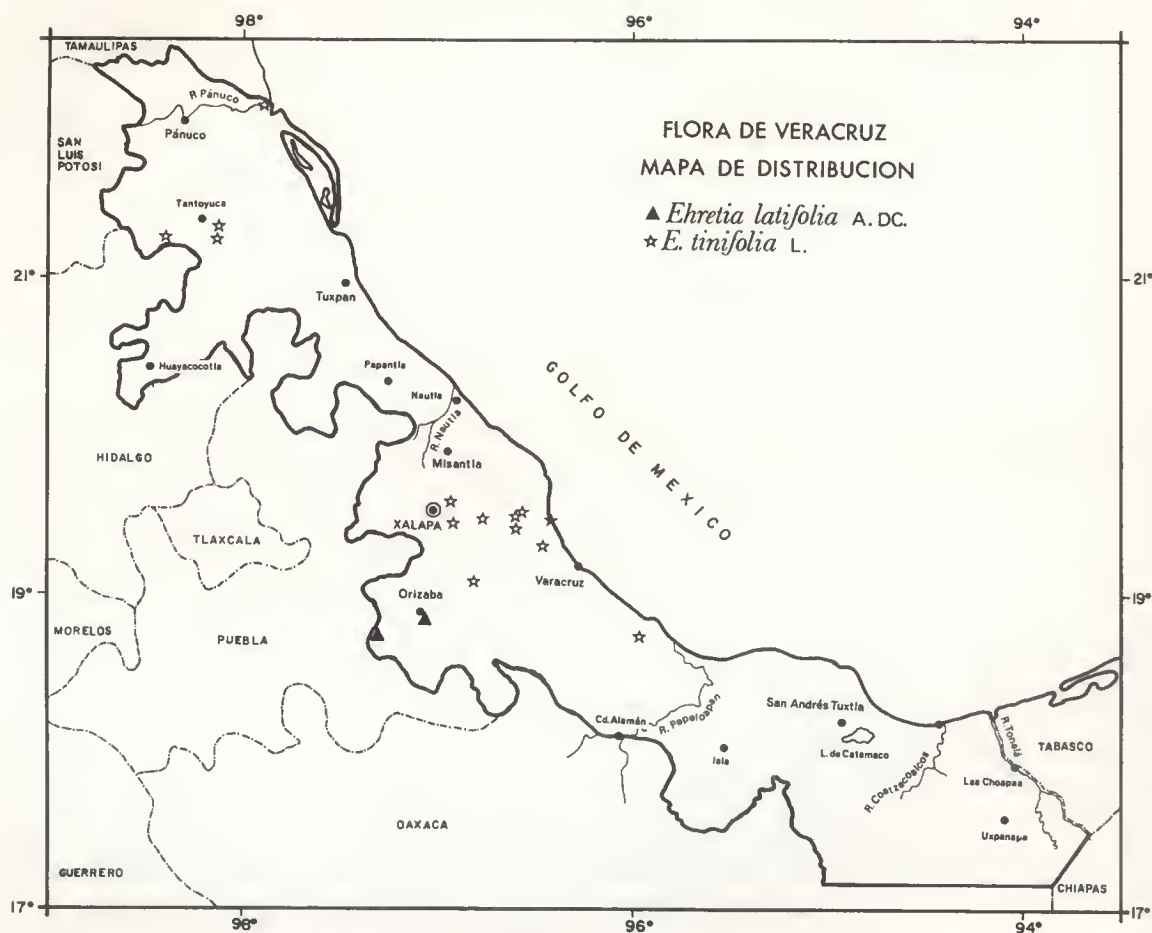 98° 96° 94°
TAMAULIPAS
R. Pánuco
Pánuco
SAN
LUIS
POTOSI
FLORA DE VERACRUZ
MAPA DE DISTRIBUCION
▲ Ehretia latifolia A. DC.
☆ E. tinifolia L.
Tantoyuca
21° 21°
Tuxpan
Huayacocotla
Papantla
Nautla
R. Nautla
Misantla
GOLFO DE MEXICO
HIDALGO
XALAPA
TLAXCALA
Veracruz
19° 19°
Orizaba
MORELOS
PUEBLA
Cd. Alemán
R. Papaloapan
San Andrés Tuxtla
L. de Catamaco
Isla
R. Coatzacoalcos
R. Tonalá
TABASCO
Las Choapas
Uxpanapa
OAXACA
GUERRERO
CHIAPAS
17° 17°
98° 96° 94°